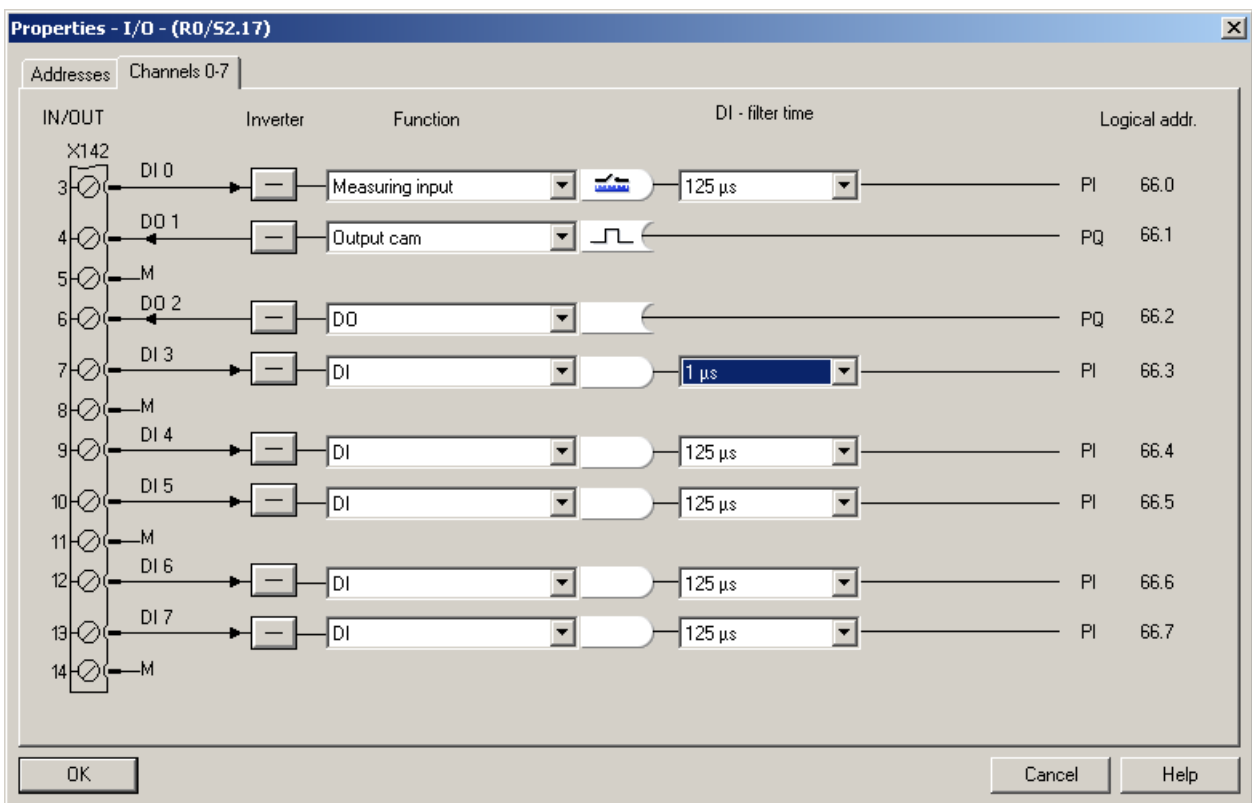 Properties - I/O - (R0/S2.17)
Addresses Channels 0-7
IN/OUT Inverter Function DI - filter time Logical addr.
X142
3 DI 0 Measuring input 125 µs PI 66.0
4 DO 1 Output cam PQ 66.1
5 M
6 DO 2 DO PQ 66.2
7 DI 3 DI 1 µs PI 66.3
8 M
9 DI 4 DI 125 µs PI 66.4
10 DI 5 DI 125 µs PI 66.5
11 M
12 DI 6 DI 125 µs PI 66.6
13 DI 7 DI 125 µs PI 66.7
14 M
OK Cancel Help